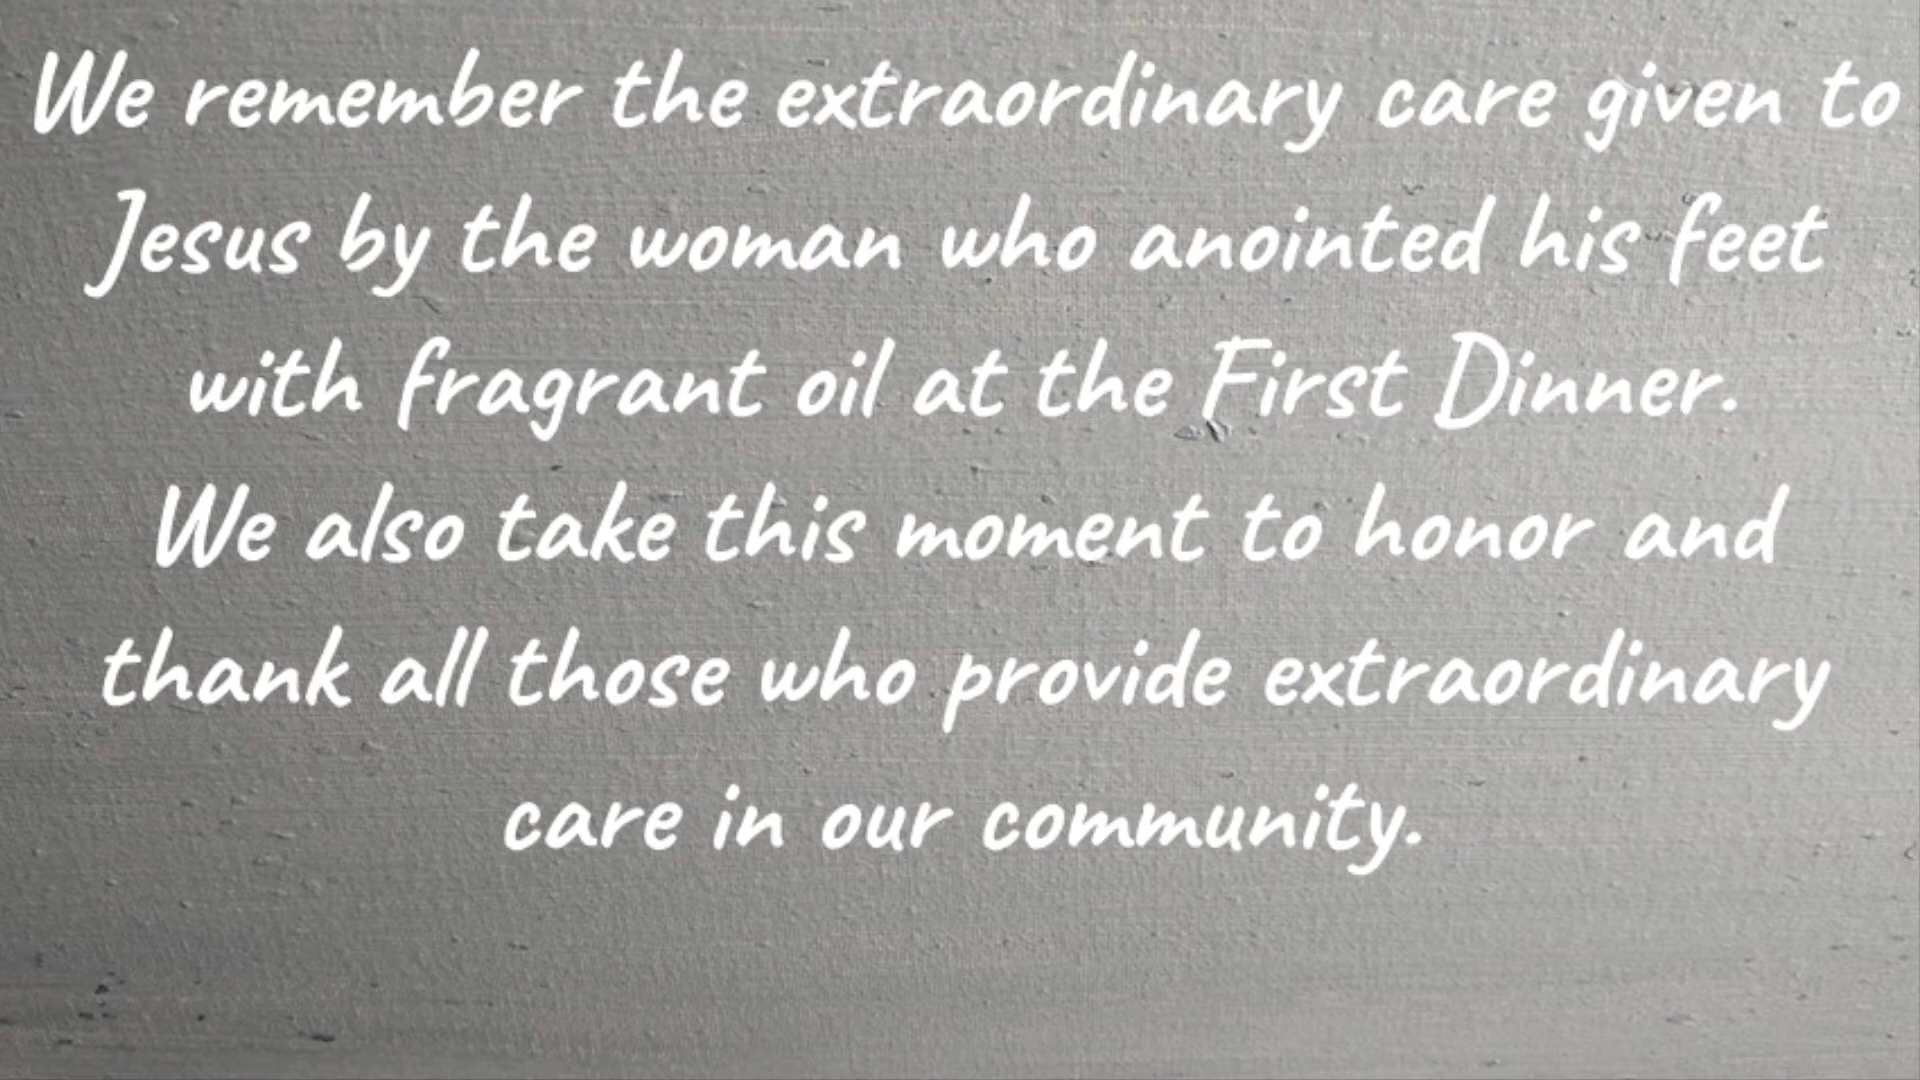 We remember the extraordinary care given to
Jesus by the woman who anointed his feet
with fragrant oil at the First Dinner.
We also take this moment to honor and
thank all those who provide extraordinary
care in our community.